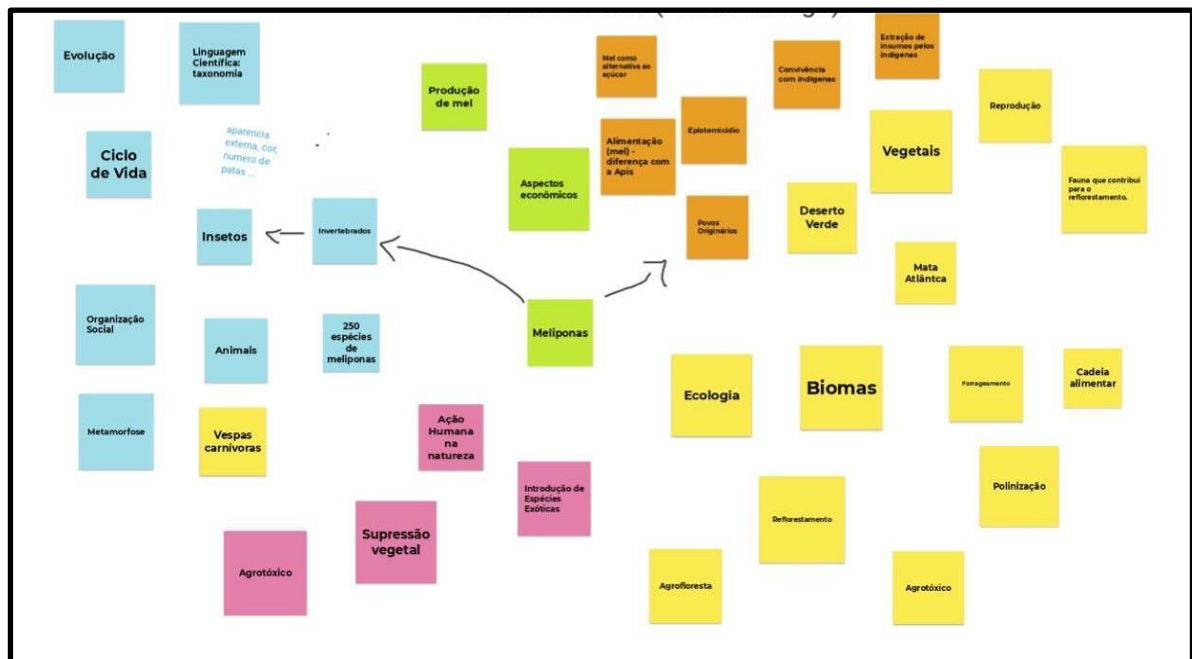 Evolução
Linguagem
Científica:
taxonomia
aparencia
externa, cor,
numero de
patas ...
Ciclo
de Vida
Insetos
Invertebrados
Organização
Social
Animais
250
espécies
de
meliponas
Metamorfose
Vespas
carnívoras
Produção
de mel
Aspectos
econômicos
Meliponas
Mel como
alternativa ao
açúcar
Convivência
com indígenas
Extração de
insumos pelos
indígenas
Epistemicídio
Alimentação
(mel) -
diferença com
a Apis
Povos
Originários
Reprodução
Vegetais
Fauna que contribui
para o
reflorestamento.
Deserto
Verde
Mata
Atlântca
Ecologia
Biomas
Forrageamento
Cadeia
alimentar
Polinização
Reflorestamento
Agrofloresta
Agrotóxico
Ação
Humana
na
natureza
Introdução de
Espécies
Exóticas
Supressão
vegetal
Agrotóxico